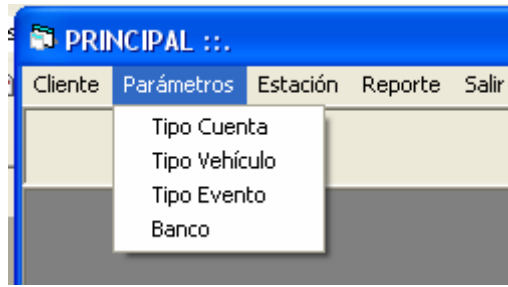 PRINCIPAL ::.
Cliente Parámetros Estación Reporte Salir
Tipo Cuenta
Tipo Vehículo
Tipo Evento
Banco